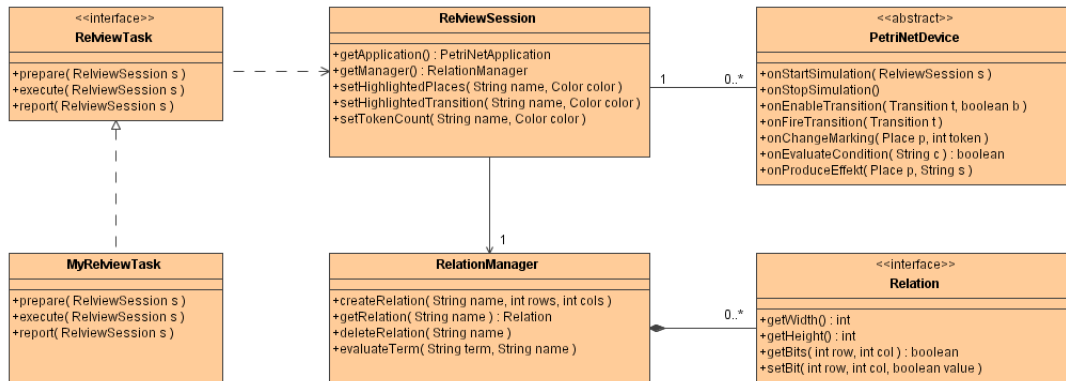 <<interface>>
RelviewTask
+prepare( RelviewSession s )
+execute( RelviewSession s )
+report( RelviewSession s )
RelviewSession
+getApplication() : PetriNetApplication
+getManager() : RelationManager
+setHighlightedPlaces( String name, Color color )
+setHighlightedTransition( String name, Color color )
+setTokenCount( String name, Color color )
1
0..*
<<abstract>>
PetriNetDevice
+onStartSimulation( RelviewSession s )
+onStopSimulation()
+onEnableTransition( Transition t, boolean b )
+onFireTransition( Transition t )
+onChangeMarking( Place p, int token )
+onEvaluateCondition( String c ) : boolean
+onProduceEffekt( Place p, String s )
1
MyRelviewTask
+prepare( RelviewSession s )
+execute( RelviewSession s )
+report( RelviewSession s )
RelationManager
+createRelation( String name, int rows, int cols )
+getRelation( String name ) : Relation
+deleteRelation( String name )
+evaluateTerm( String term, String name )
0..*
<<interface>>
Relation
+getWidth() : int
+getHeight() : int
+getBits( int row, int col ) : boolean
+setBit( int row, int col, boolean value )